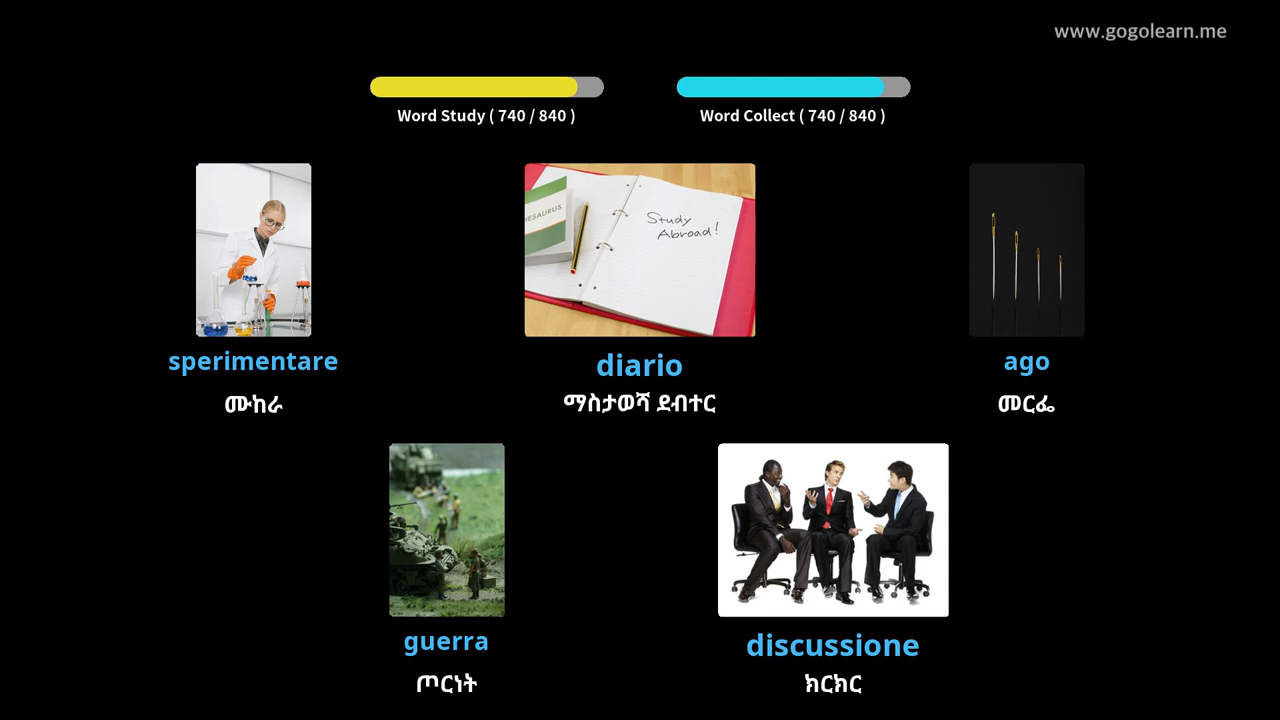 www.gogolearn.me
Word Study ( 740 / 840 )
Word Collect ( 740 / 840 )
HESAURUS
Study
Abroad!
sperimentare
diario
ago
ሙከራ
ማስታወሻ ደብተር
መርፌ
guerra
discussione
ጦርነት
ክርክር